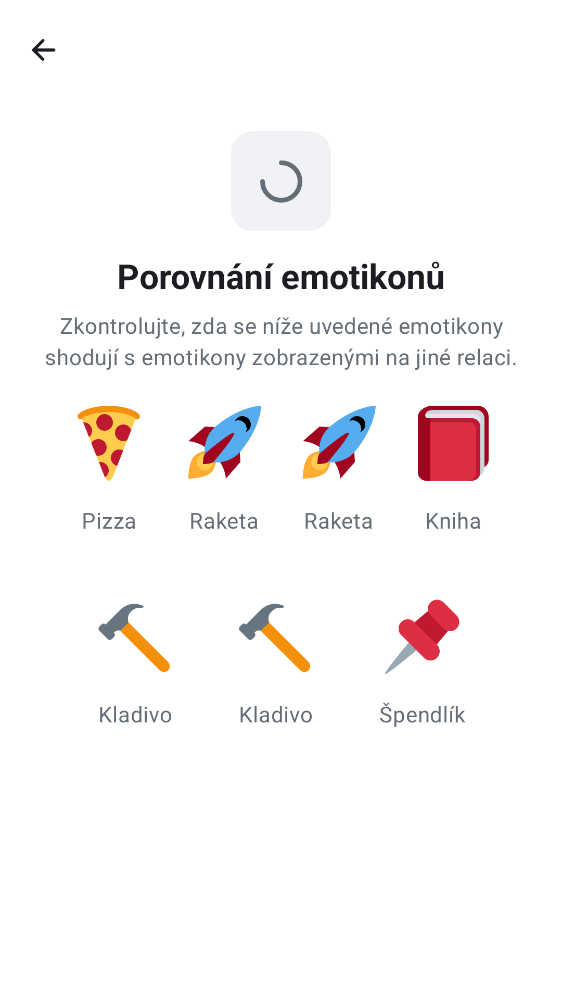 Porovnání emotikonů
Zkontrolujte, zda se níže uvedené emotikony
shodují s emotikony zobrazenými na jiné relaci.
Pizza Raketa Raketa Kniha
Kladivo Kladivo Špendlík